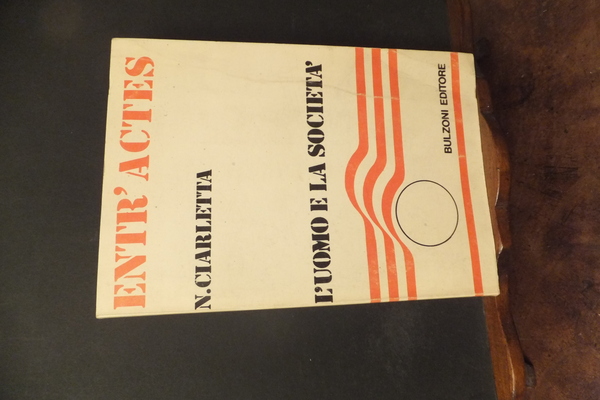 ENTR' ACTES
N.CIARLETTA
L'UOMO E LA SOCIETA'
BULZONI EDITORE